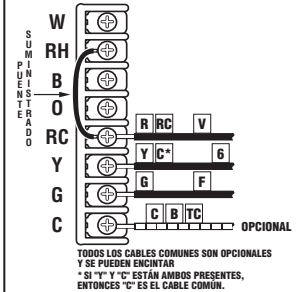 W
PUENTE SUMINISTRADO
RH
B
O
RC R RC V
Y Y C* 6
G G F
C C B TC OPCIONAL
TODOS LOS CABLES COMUNES SON OPCIONALES
Y SE PUEDEN ENCINTAR
* SI "Y" Y "C" ESTÁN AMBOS PRESENTES,
ENTONCES "C" ES EL CABLE COMÚN.